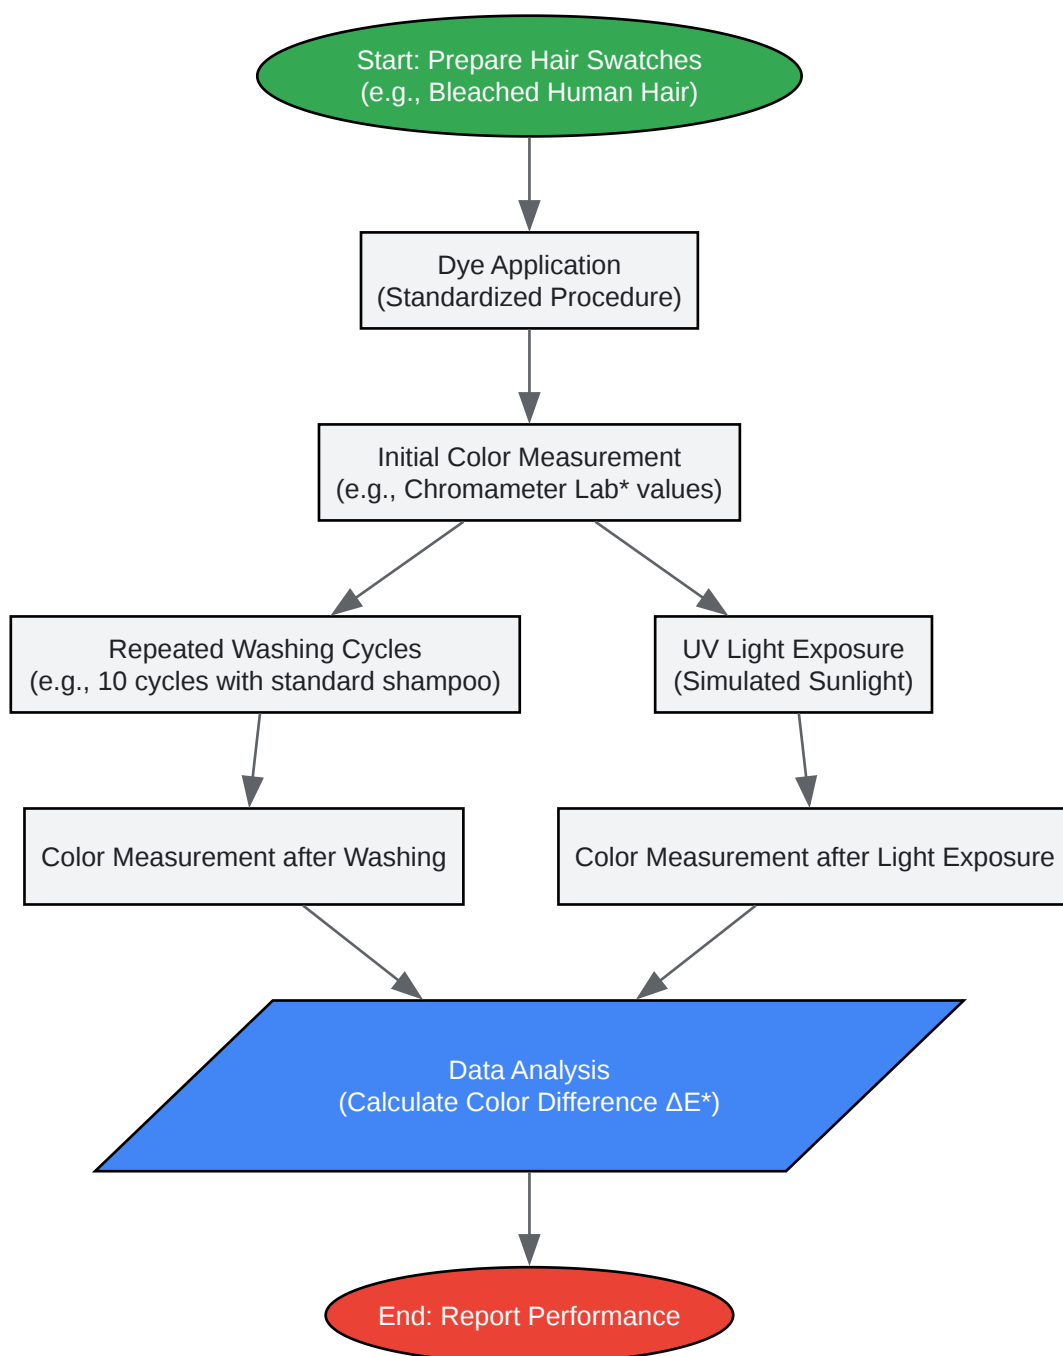 Start: Prepare Hair Swatches
(e.g., Bleached Human Hair)
Dye Application
(Standardized Procedure)
Initial Color Measurement
(e.g., Chromameter Lab* values)
Repeated Washing Cycles
(e.g., 10 cycles with standard shampoo)
UV Light Exposure
(Simulated Sunlight)
Color Measurement after Washing
Color Measurement after Light Exposure
Data Analysis
(Calculate Color Difference ΔE*)
End: Report Performance